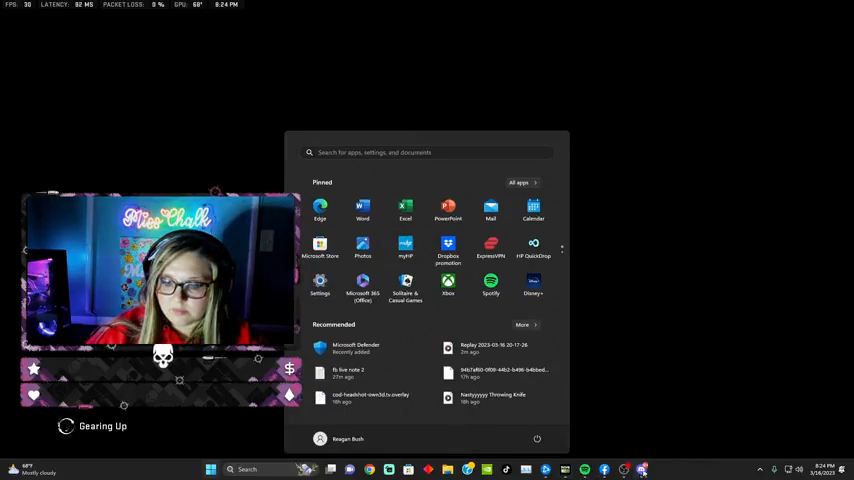 FPS: 30 LATENCY: 92 MS PACKET LOSS: 0 % GPU: 68° 8:24 PM
Search for apps, settings, and documents
Pinned
All apps >
Edge Word Excel PowerPoint Mail Calendar
Microsoft Store Photos myHP Dropbox promotion ExpressVPN HP QuickDrop
Settings Microsoft 365 (Office) Solitaire & Casual Games Xbox Spotify Disney+
Miss Chalk
Recommended
More >
Microsoft Defender
Recently added
Replay 2023-03-16 20-17-26
2m ago
fb live note 2
27m ago
17h ago
cod-headshot-own3d.tv.overlay
18h ago
Nastyyyyyy Throwing Knife
18h ago
Gearing Up
Reagan Bush
68°F
Mostly cloudy
Search
8:24 PM
3/16/2023